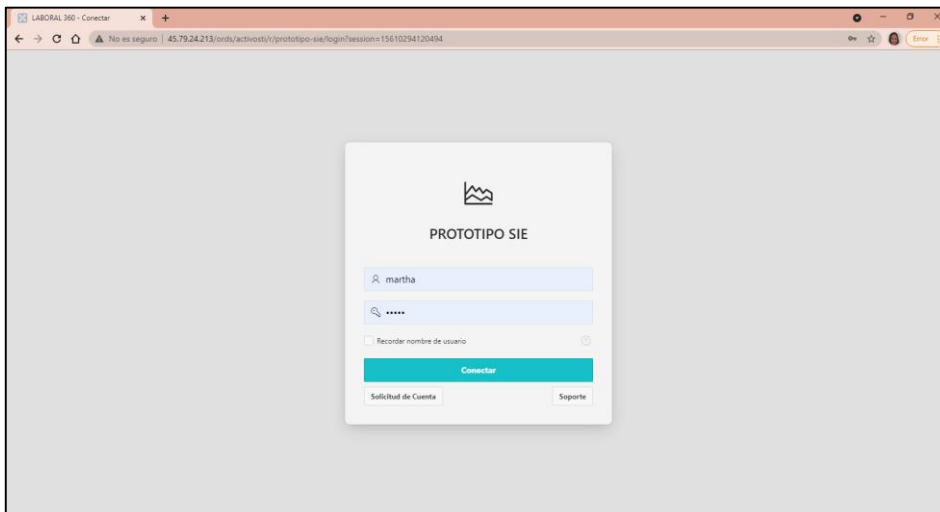 LABORAL 360 - Conectar
No es seguro | 45.79.24.213/ords/activosti/r/prototipo-sie/login?session=15610294120494
Error
PROTOTIPO SIE
martha
•••••
Recordar nombre de usuario
Conectar
Solicitud de Cuenta
Soporte